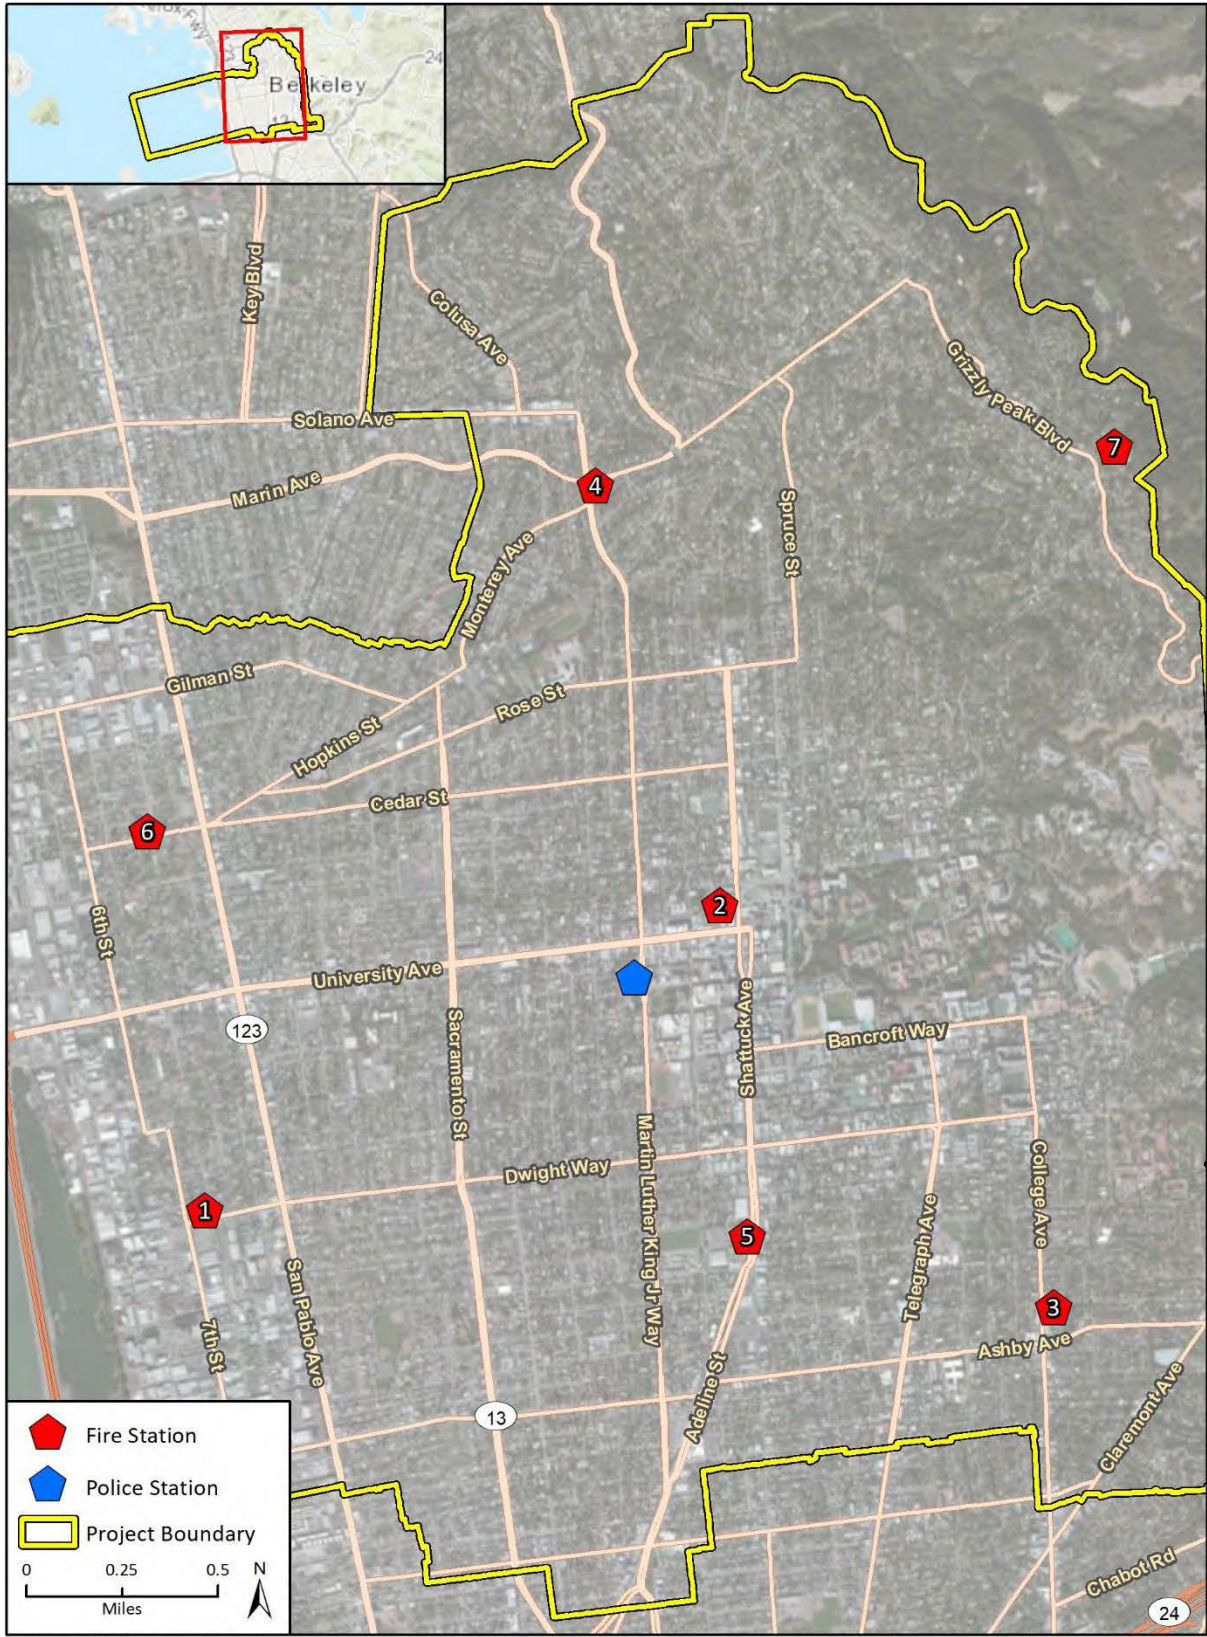 24
Berkeley
Key Blvd
Colusa Ave
Solano Ave
Grizzly Peak Blvd
7
Marin Ave
4
Spruce St
Monterey Ave
Gilman St
Rose St
Hopkins St
Cedar St
6
6th St
2
University Ave
123
Sacramento St
Shattuck Ave
Bancroft Way
Martin Luther King Jr Way
Dwight Way
College Ave
1
5
Telegraph Ave
San Pablo Ave
3
7th St
Ashby Ave
Adeline St
13
Claremont Ave
Chabot Rd
24
Fire Station
Police Station
Project Boundary
0 0.25 0.5 N
Miles